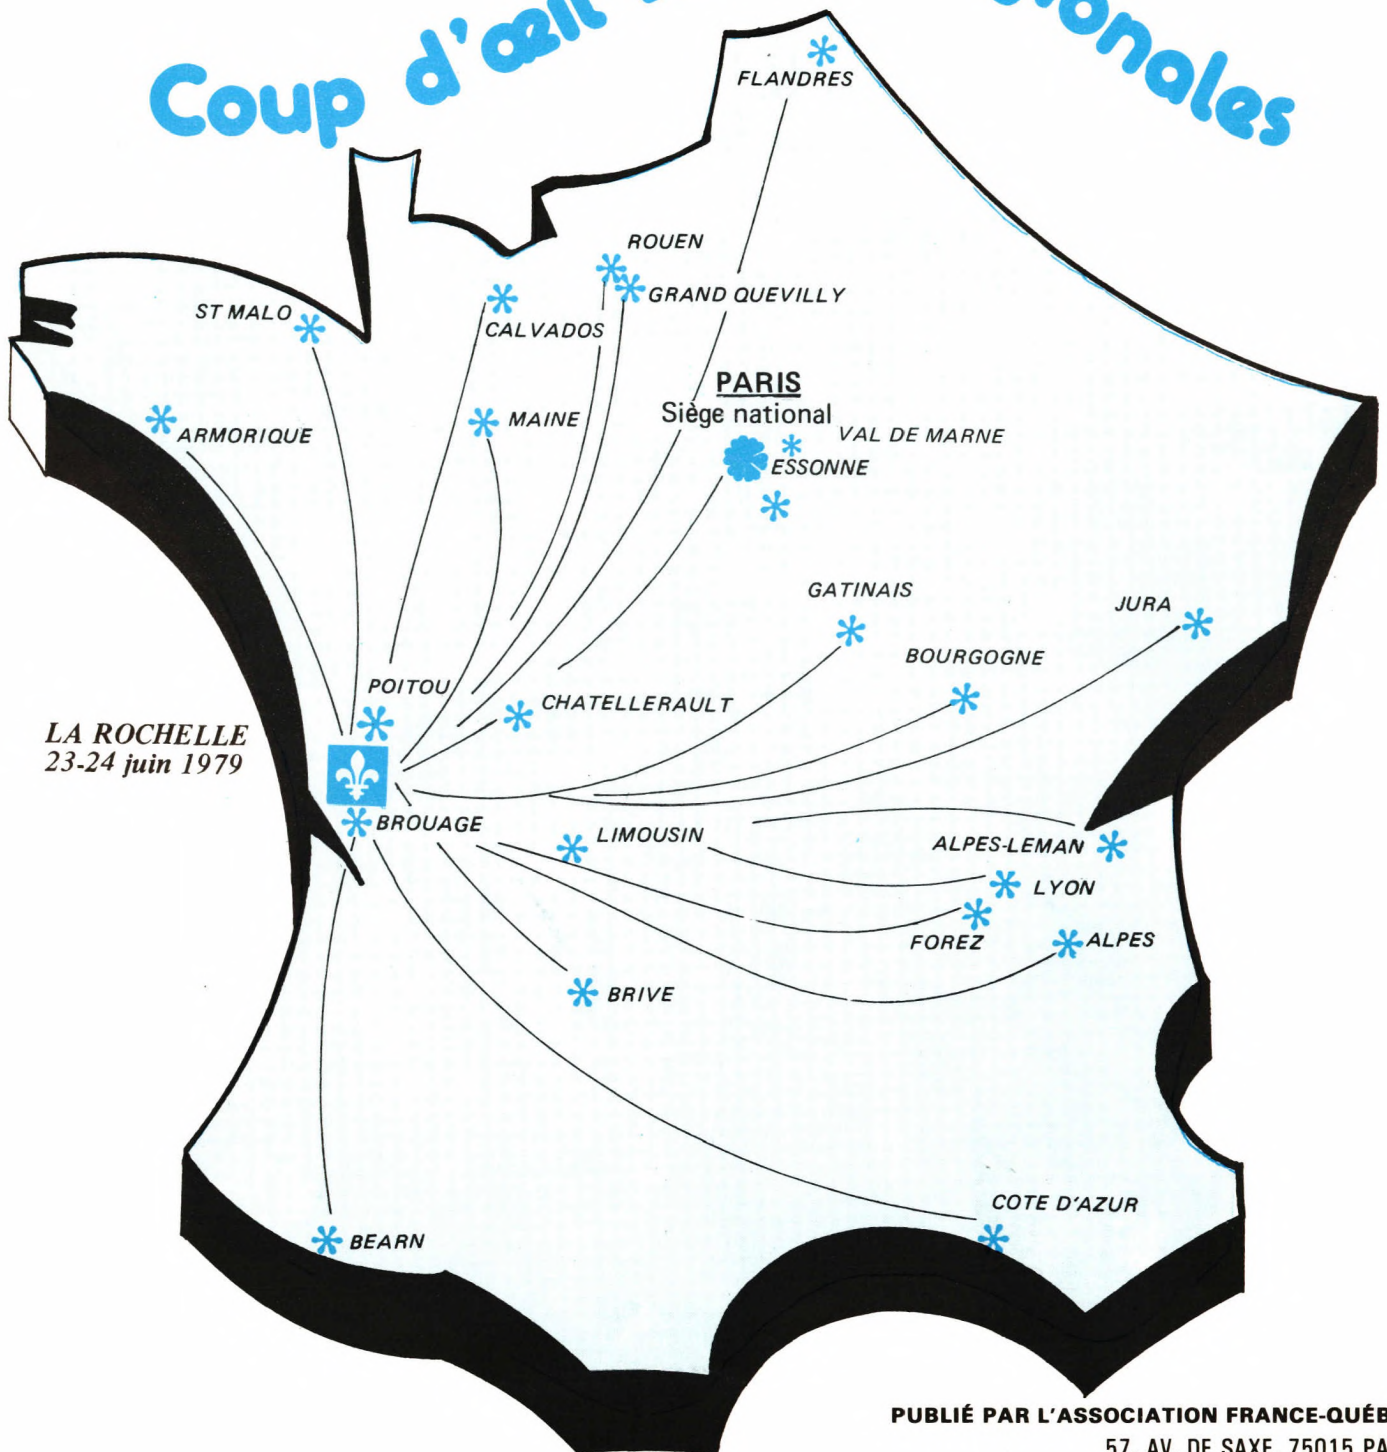 Coup d'œil
FLANDRES
ROUEN
GRAND QUEVILLY
ST MALO
CALVADOS
PARIS
Siège national
MAINE
VAL DE MARNE
ARMORIQUE
ESSONNE
GATINAIS
JURA
BOURGOGNE
POITOU
CHATELLERAULT
LA ROCHELLE
23-24 juin 1979
BROUAGE
LIMOUSIN
ALPES-LEMAN
LYON
FOREZ
ALPES
BRIVE
COTE D'AZUR
BEARN
PUBLIÉ PAR L'ASSOCIATION FRANCE-QUÉB
57, AV. DE SAXE, 75015 PA